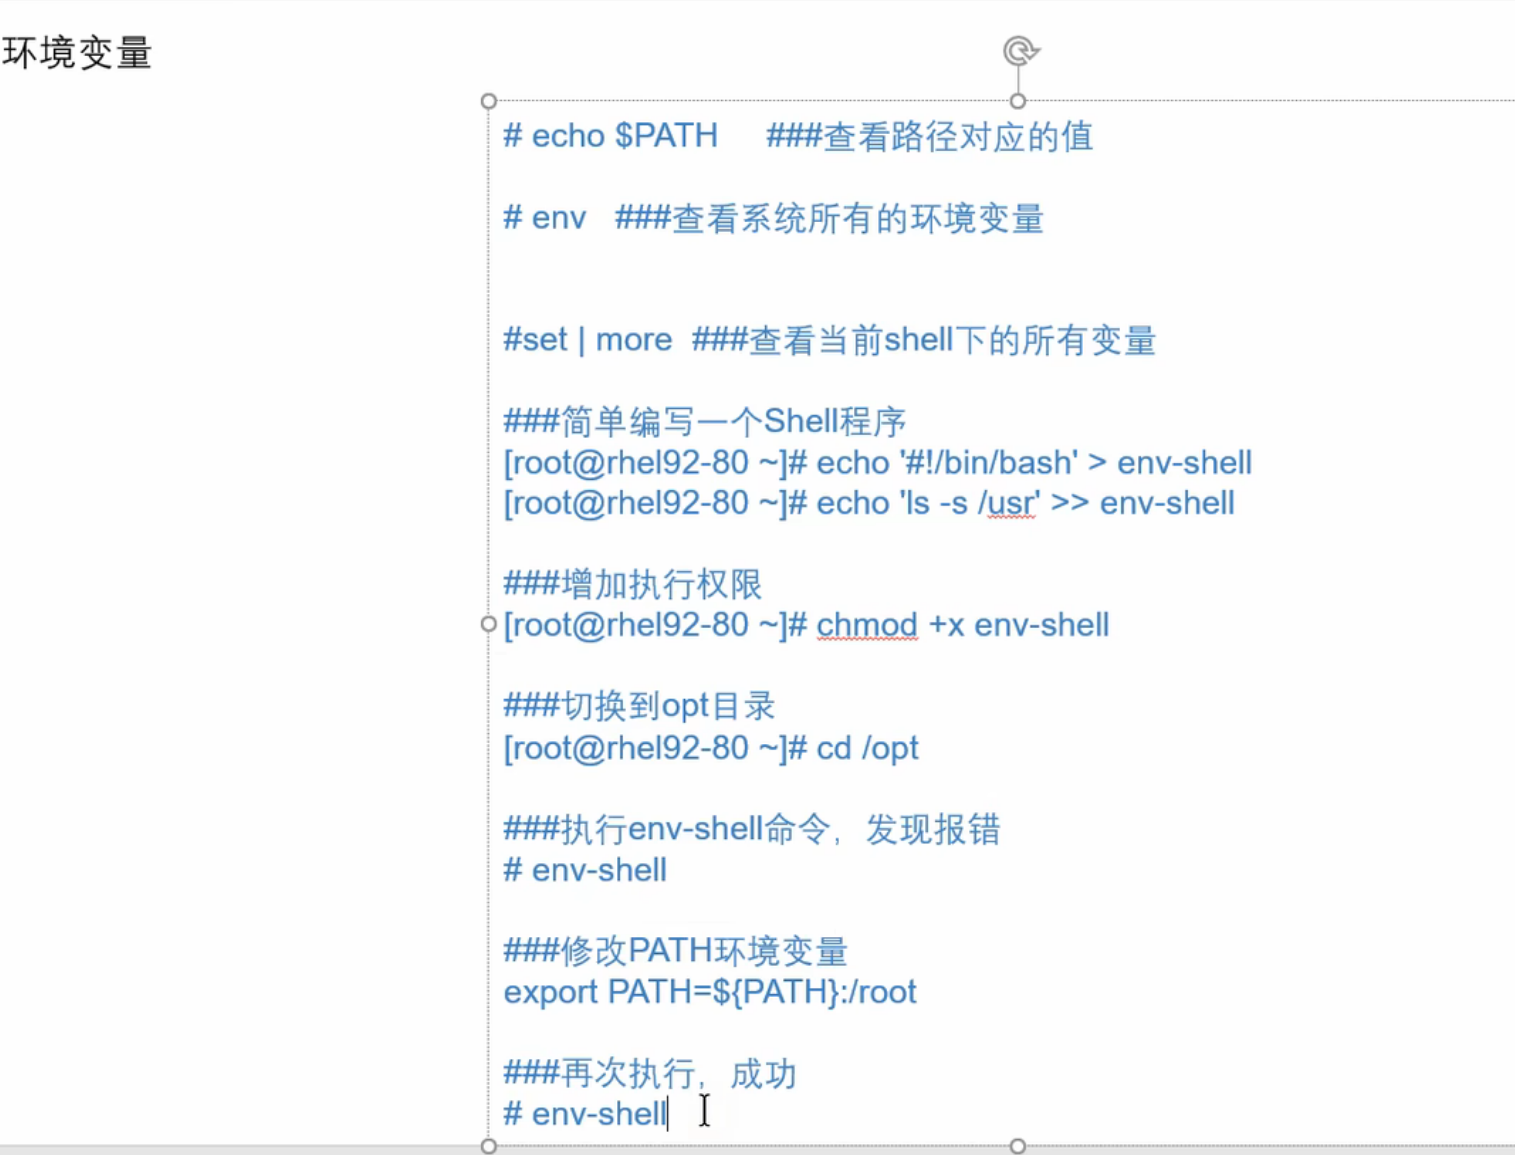 环境变量
# echo $PATH     ###查看路径对应的值
# env   ###查看系统所有的环境变量
#set | more  ###查看当前shell下的所有变量
###简单编写一个Shell程序
[root@rhel92-80 ~]# echo '#!/bin/bash' > env-shell
[root@rhel92-80 ~]# echo 'ls -s /usr' >> env-shell
###增加执行权限
[root@rhel92-80 ~]# chmod +x env-shell
###切换到opt目录
[root@rhel92-80 ~]# cd /opt
###执行env-shell命令，发现报错
# env-shell
###修改PATH环境变量
export PATH=${PATH}:/root
###再次执行，成功
# env-shell